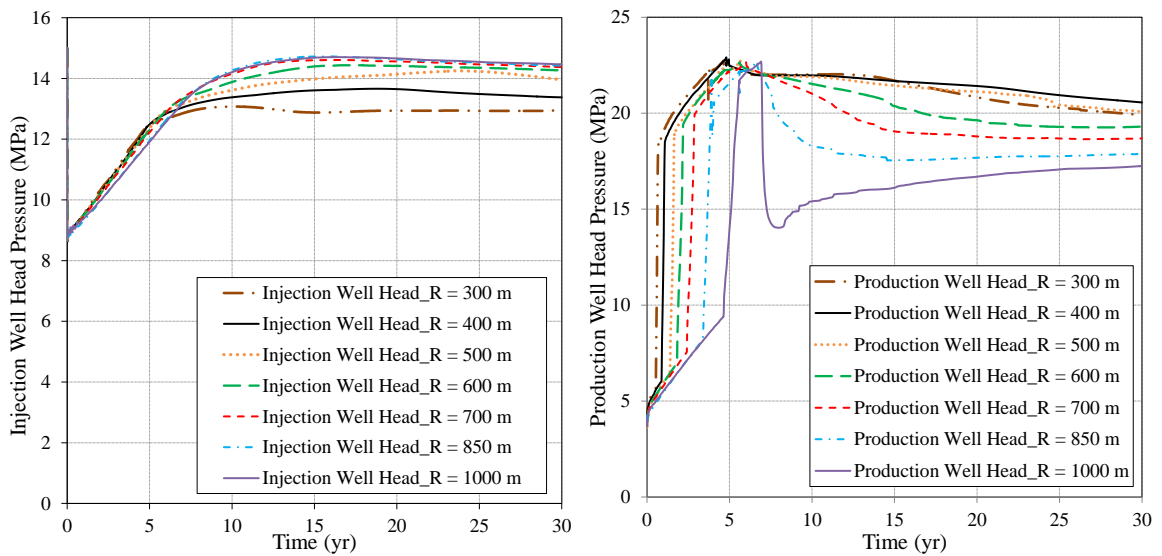 Injection Well Head Pressure (MPa)
16
14
12
10
8
6
4
2
0
0
5
10
15
20
25
30
Time (yr)
Injection Well Head_R = 300 m
Injection Well Head_R = 400 m
Injection Well Head_R = 500 m
Injection Well Head_R = 600 m
Injection Well Head_R = 700 m
Injection Well Head_R = 850 m
Injection Well Head_R = 1000 m
Production Well Head Pressure (MPa)
25
20
15
10
5
0
0
5
10
15
20
25
30
Time (yr)
Production Well Head_R = 300 m
Production Well Head_R = 400 m
Production Well Head_R = 500 m
Production Well Head_R = 600 m
Production Well Head_R = 700 m
Production Well Head_R = 850 m
Production Well Head_R = 1000 m